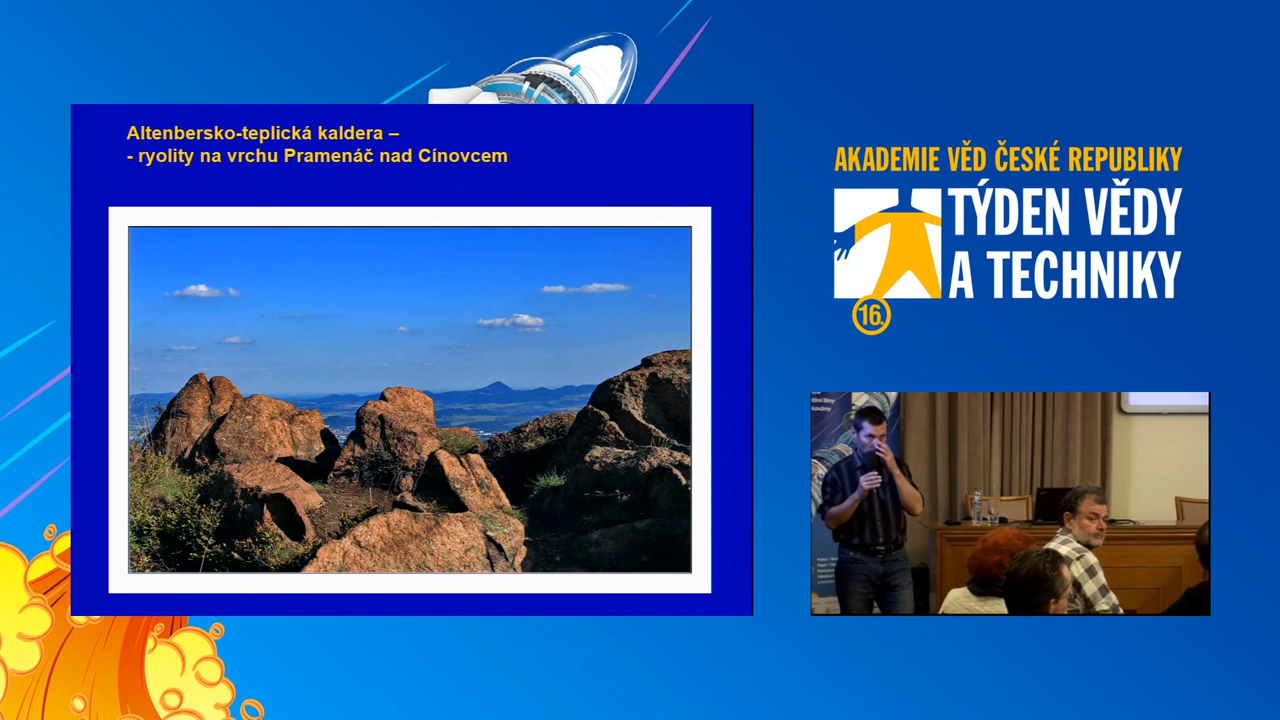 Altenbersko-teplická kaldera –
- ryolity na vrchu Pramenáč nad Cínovcem
AKADEMIE VĚD ČESKÉ REPUBLIKY
TÝDEN VĚDY
A TECHNIKY
16.